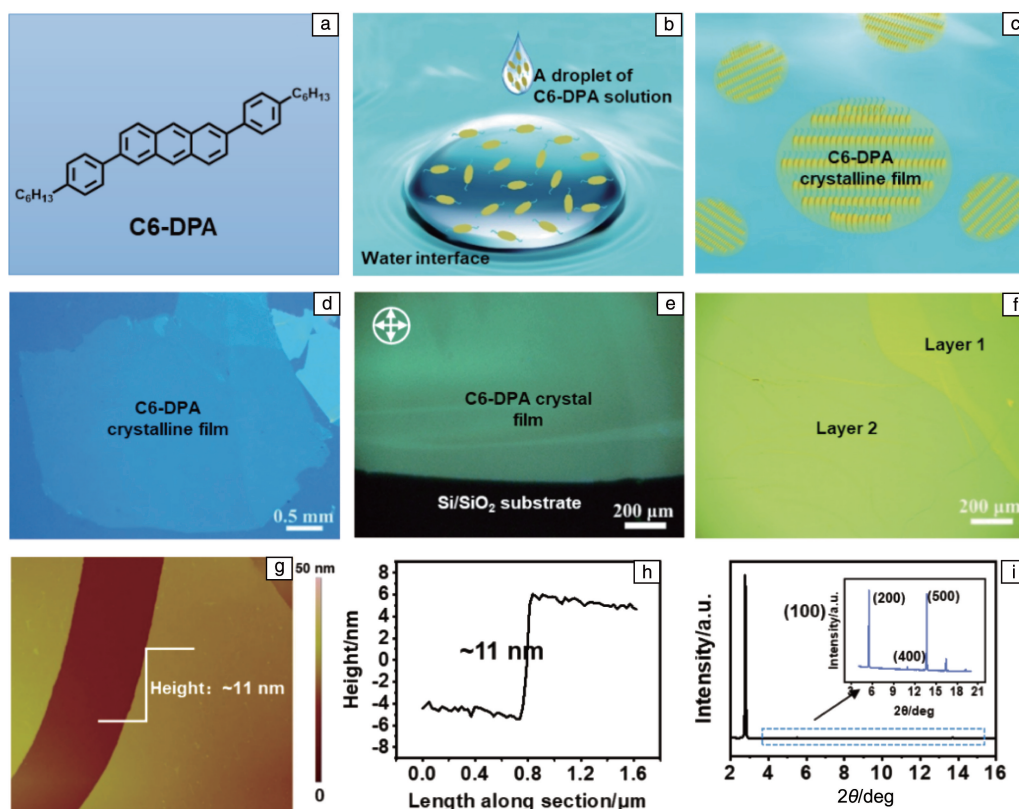 a
C₆H₁₃
C₆H₁₃
C6-DPA
b
A droplet of
C6-DPA solution
Water interface
c
C6-DPA
crystalline film
d
C6-DPA
crystalline film
0.5 mm
e
C6-DPA crystal
film
Si/SiO₂ substrate
200 μm
f
Layer 1
Layer 2
200 μm
g
50 nm
Height: ~11 nm
0
h
Height/nm
8
6
4
2
0
-2
-4
-6
-8
~11 nm
0.0 0.4 0.8 1.2 1.6
Length along section/μm
i
Intensity/a.u.
(100)
Intensity/a.u.
(200)
(500)
(400)
3 6 9 12 15 18 21
2θ/deg
2 4 6 8 10 12 14 16
2θ/deg